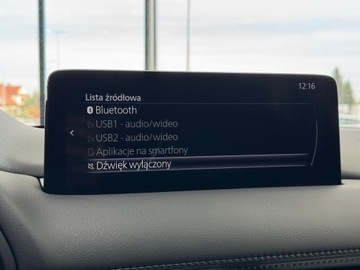 12:16
Lista źródłowa
Bluetooth
USB1 - audio/wideo
USB2 - audio/wideo
Aplikacje na smartfony
Dźwięk wyłączony